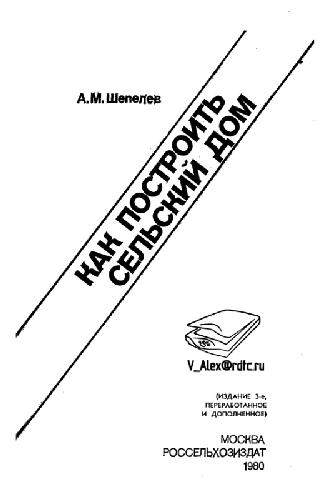 А.М.Шепелев
КАК ПОСТРОИТЬ
СЕЛЬСКИЙ ДОМ
V_Alex@rdtc.ru
(ИЗДАНИЕ 3-е,
ПЕРЕРАБОТАННОЕ
И ДОПОЛНЕННОЕ)
МОСКВА
РОССЕЛЬХОЗИЗДАТ
1980